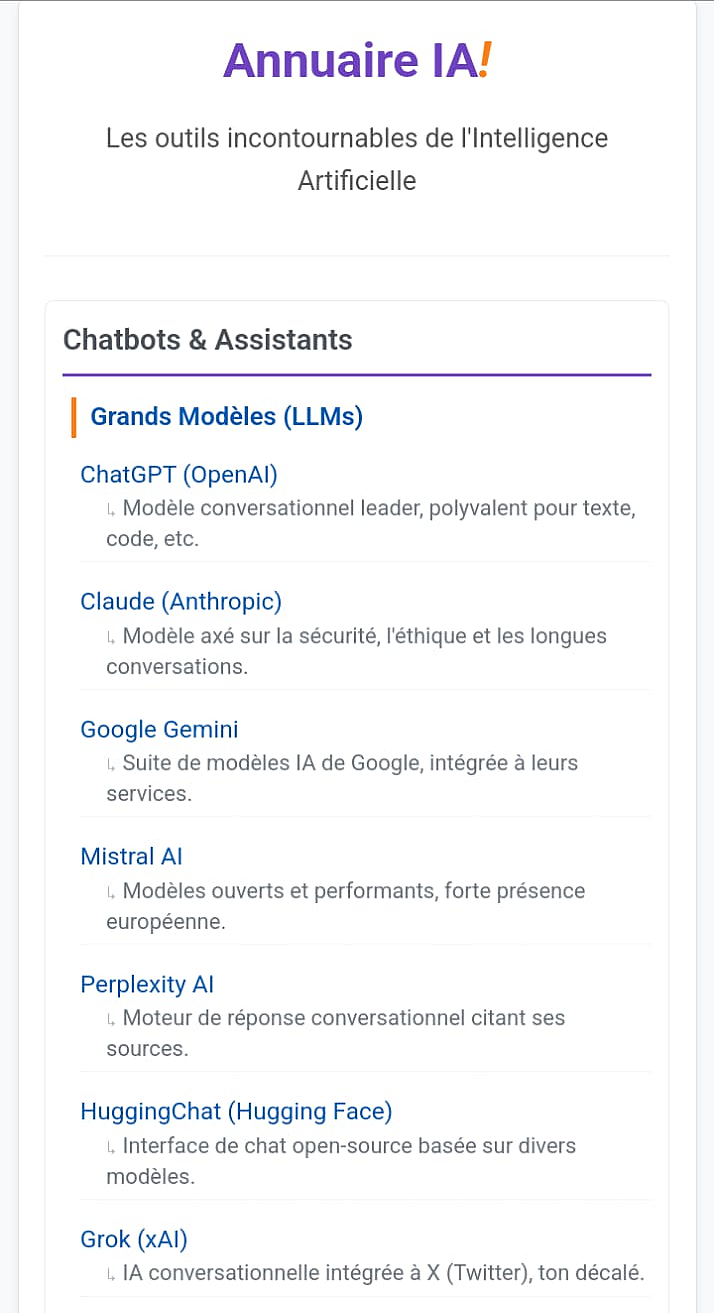 Annuaire IA!
Les outils incontournables de l'Intelligence
Artificielle
Chatbots & Assistants
Grands Modèles (LLMs)
ChatGPT (OpenAI)
↳ Modèle conversationnel leader, polyvalent pour texte,
code, etc.
Claude (Anthropic)
↳ Modèle axé sur la sécurité, l'éthique et les longues
conversations.
Google Gemini
↳ Suite de modèles IA de Google, intégrée à leurs
services.
Mistral AI
↳ Modèles ouverts et performants, forte présence
européenne.
Perplexity AI
↳ Moteur de réponse conversationnel citant ses
sources.
HuggingChat (Hugging Face)
↳ Interface de chat open-source basée sur divers
modèles.
Grok (xAI)
↳ IA conversationnelle intégrée à X (Twitter), ton décalé.